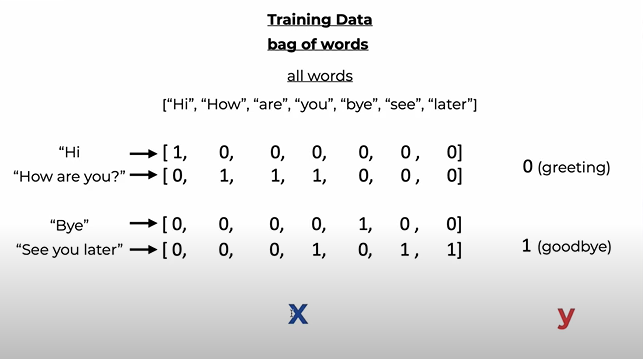 Training Data
bag of words
all words
["Hi", "How", "are", "you", "bye", "see", "later"]
"Hi → [ 1, 0, 0, 0, 0, 0 , 0]
"How are you?" → [ 0, 1, 1, 1, 0, 0 , 0]
0 (greeting)
"Bye" → [ 0, 0, 0, 0, 1, 0 , 0]
"See you later" → [ 0, 0, 0, 1, 0, 1 , 1]
1 (goodbye)
X y